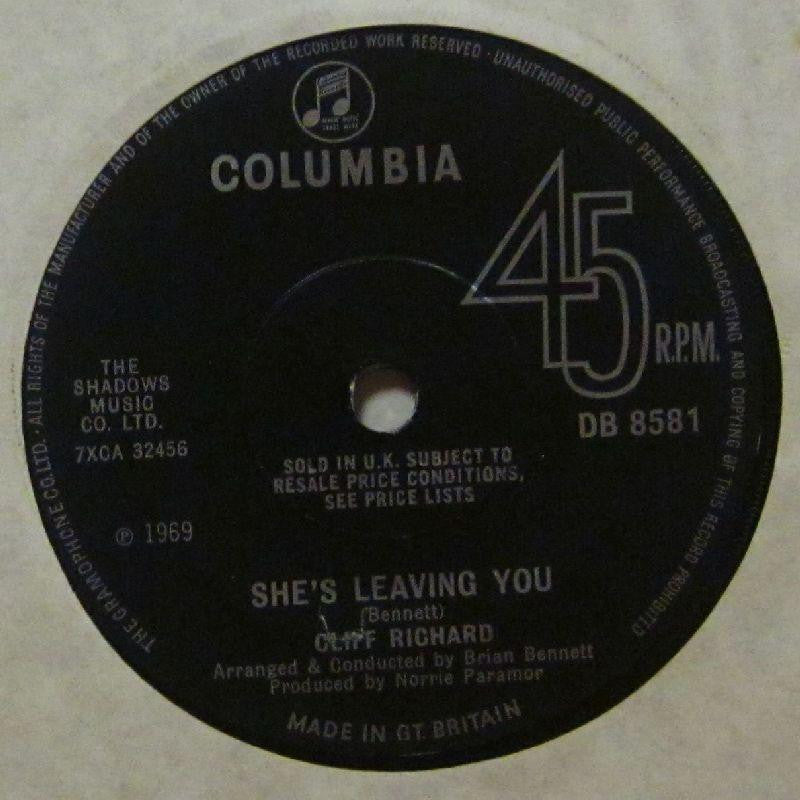 THE GRAMOPHONE CO. LTD. · ALL RIGHTS OF THE MANUFACTURER AND OF THE OWNER OF THE RECORDED WORK RESERVED · UNAUTHORISED PUBLIC PERFORMANCE BROADCASTING AND COPYING OF THIS RECORD PROHIBITED
COLUMBIA
45
R.P.M.
THE
SHADOWS
MUSIC
CO. LTD.
7XCA 32456
DB 8581
SOLD IN U.K. SUBJECT TO
RESALE PRICE CONDITIONS,
SEE PRICE LISTS
℗ 1969
SHE'S LEAVING YOU
(Bennett)
CLIFF RICHARD
Arranged & Conducted by Brian Bennett
Produced by Norrie Paramor
MADE IN GT. BRITAIN